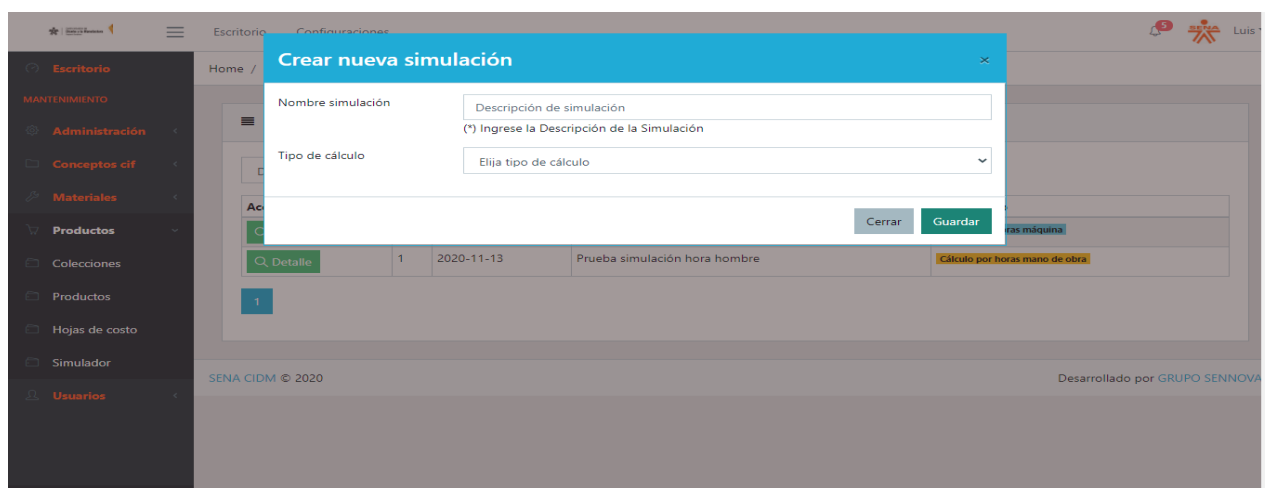 Escritorio Configuraciones 5 SENA Luis
Escritorio
MANTENIMIENTO
Administración
Conceptos cif
Materiales
Productos
Colecciones
Productos
Hojas de costo
Simulador
Usuarios
Home /
Crear nueva simulación ×
Nombre simulación Descripción de simulación
(*) Ingrese la Descripción de la Simulación
Tipo de cálculo Elija tipo de cálculo
Cerrar Guardar
máquina
Detalle 1 2020-11-13 Prueba simulación hora hombre Cálculo por horas mano de obra
1
SENA CIDM © 2020 Desarrollado por GRUPO SENNOVA